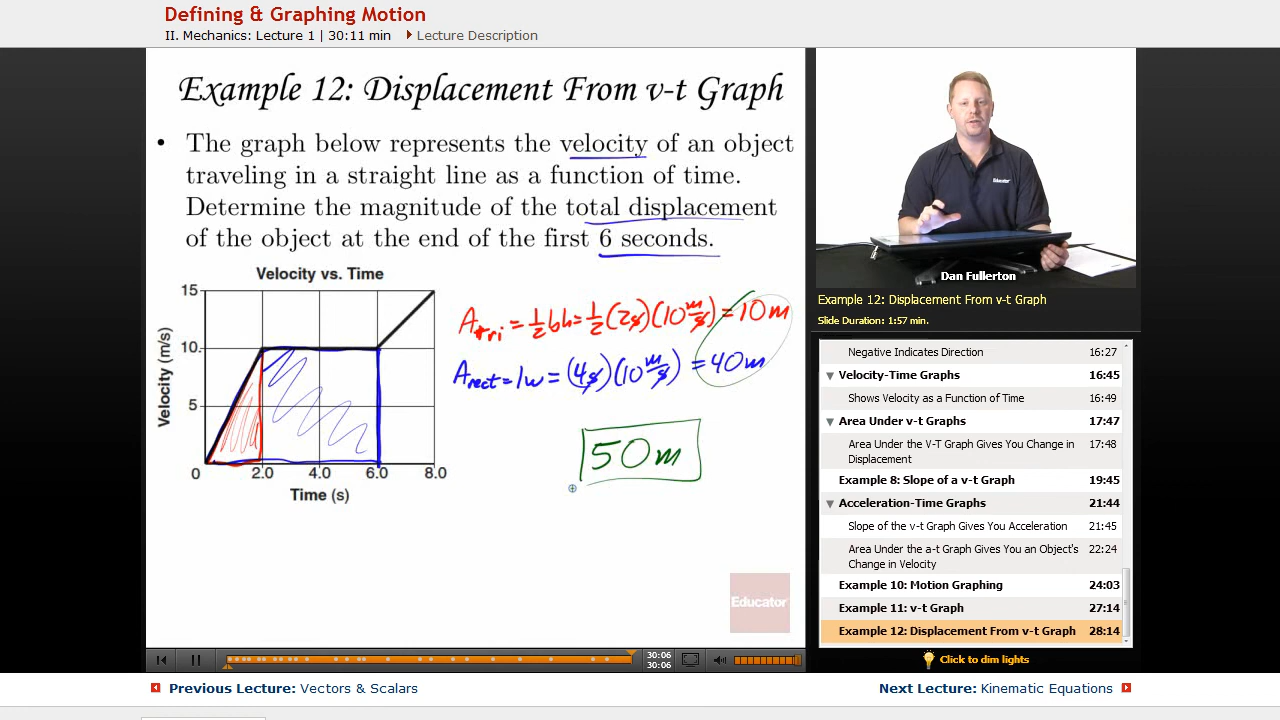 Defining & Graphing Motion
II. Mechanics: Lecture 1 | 30:11 min Lecture Description
Example 12: Displacement From v-t Graph
• The graph below represents the velocity of an object
traveling in a straight line as a function of time.
Determine the magnitude of the total displacement
of the object at the end of the first 6 seconds.
Velocity vs. Time
15
10.
5
0
2.0
4.0
6.0
8.0
Velocity (m/s)
Time (s)
A tri = 1/2 bh = 1/2 (2s)(10 m/s) = 10m
A rect = lw = (4s)(10 m/s) = 40m
50m
Educator
Educator
Dan Fullerton
Example 12: Displacement From v-t Graph
Slide Duration: 1:57 min.
Negative Indicates Direction 16:27
Velocity-Time Graphs 16:45
Shows Velocity as a Function of Time 16:49
Area Under v-t Graphs 17:47
Area Under the V-T Graph Gives You Change in 17:48
Displacement
Example 8: Slope of a v-t Graph 19:45
Acceleration-Time Graphs 21:44
Slope of the v-t Graph Gives You Acceleration 21:45
Area Under the a-t Graph Gives You an Object's 22:24
Change in Velocity
Example 10: Motion Graphing 24:03
Example 11: v-t Graph 27:14
Example 12: Displacement From v-t Graph 28:14
30:06
30:06
Click to dim lights
Previous Lecture: Vectors & Scalars
Next Lecture: Kinematic Equations